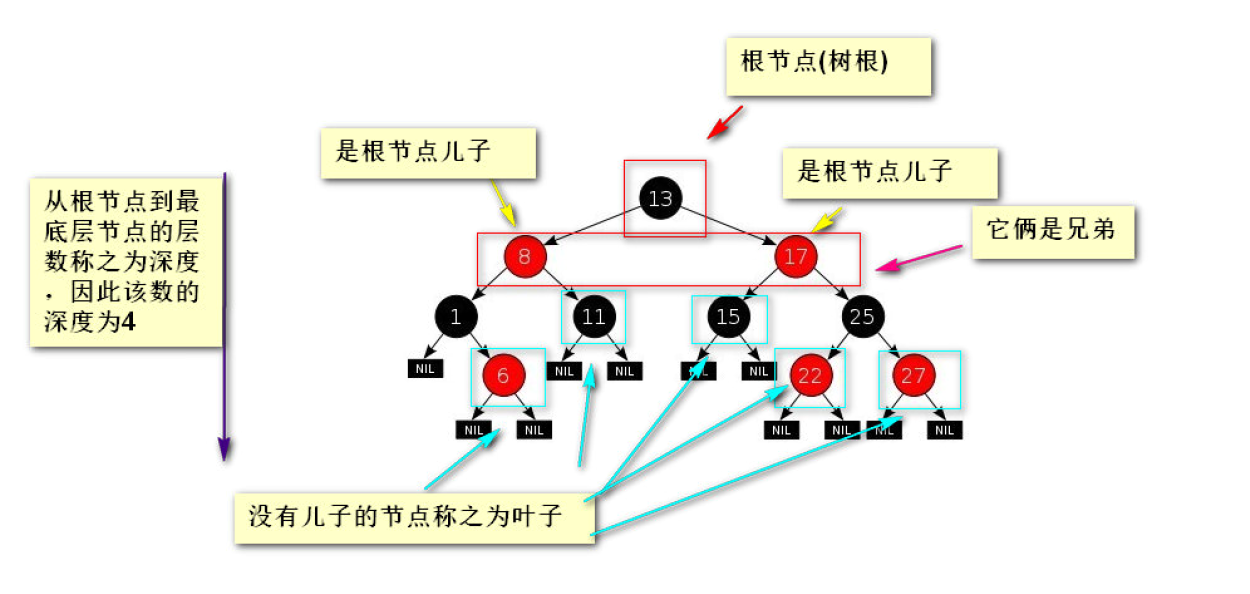 根节点(树根)
是根节点儿子
是根节点儿子
从根节点到最
底层节点的层
数称之为深度
，因此该数的
深度为4
它俩是兄弟
13
8
17
1
11
15
25
NIL
6
NIL
NIL
NIL
NIL
22
27
NIL
NIL
NIL
NIL
NIL
NIL
没有儿子的节点称之为叶子